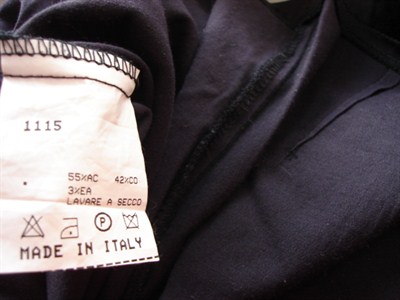 1115
55%AC 42%CO
3%EA
LAVARE A SECCO
P
MADE IN ITALY